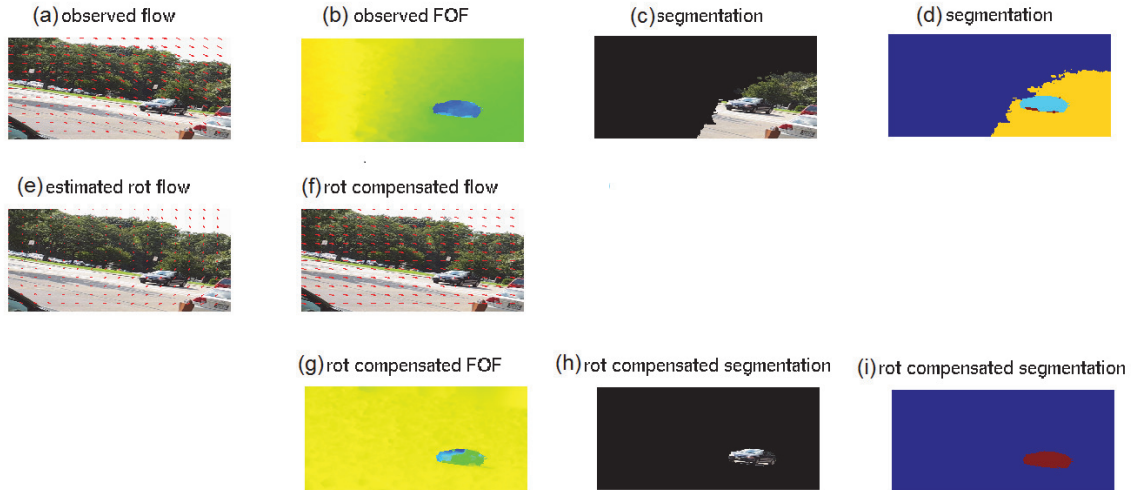 (a) observed flow
(b) observed FOF
(c) segmentation
(d) segmentation
(e) estimated rot flow
(f) rot compensated flow
(g) rot compensated FOF
(h) rot compensated segmentation
(i) rot compensated segmentation